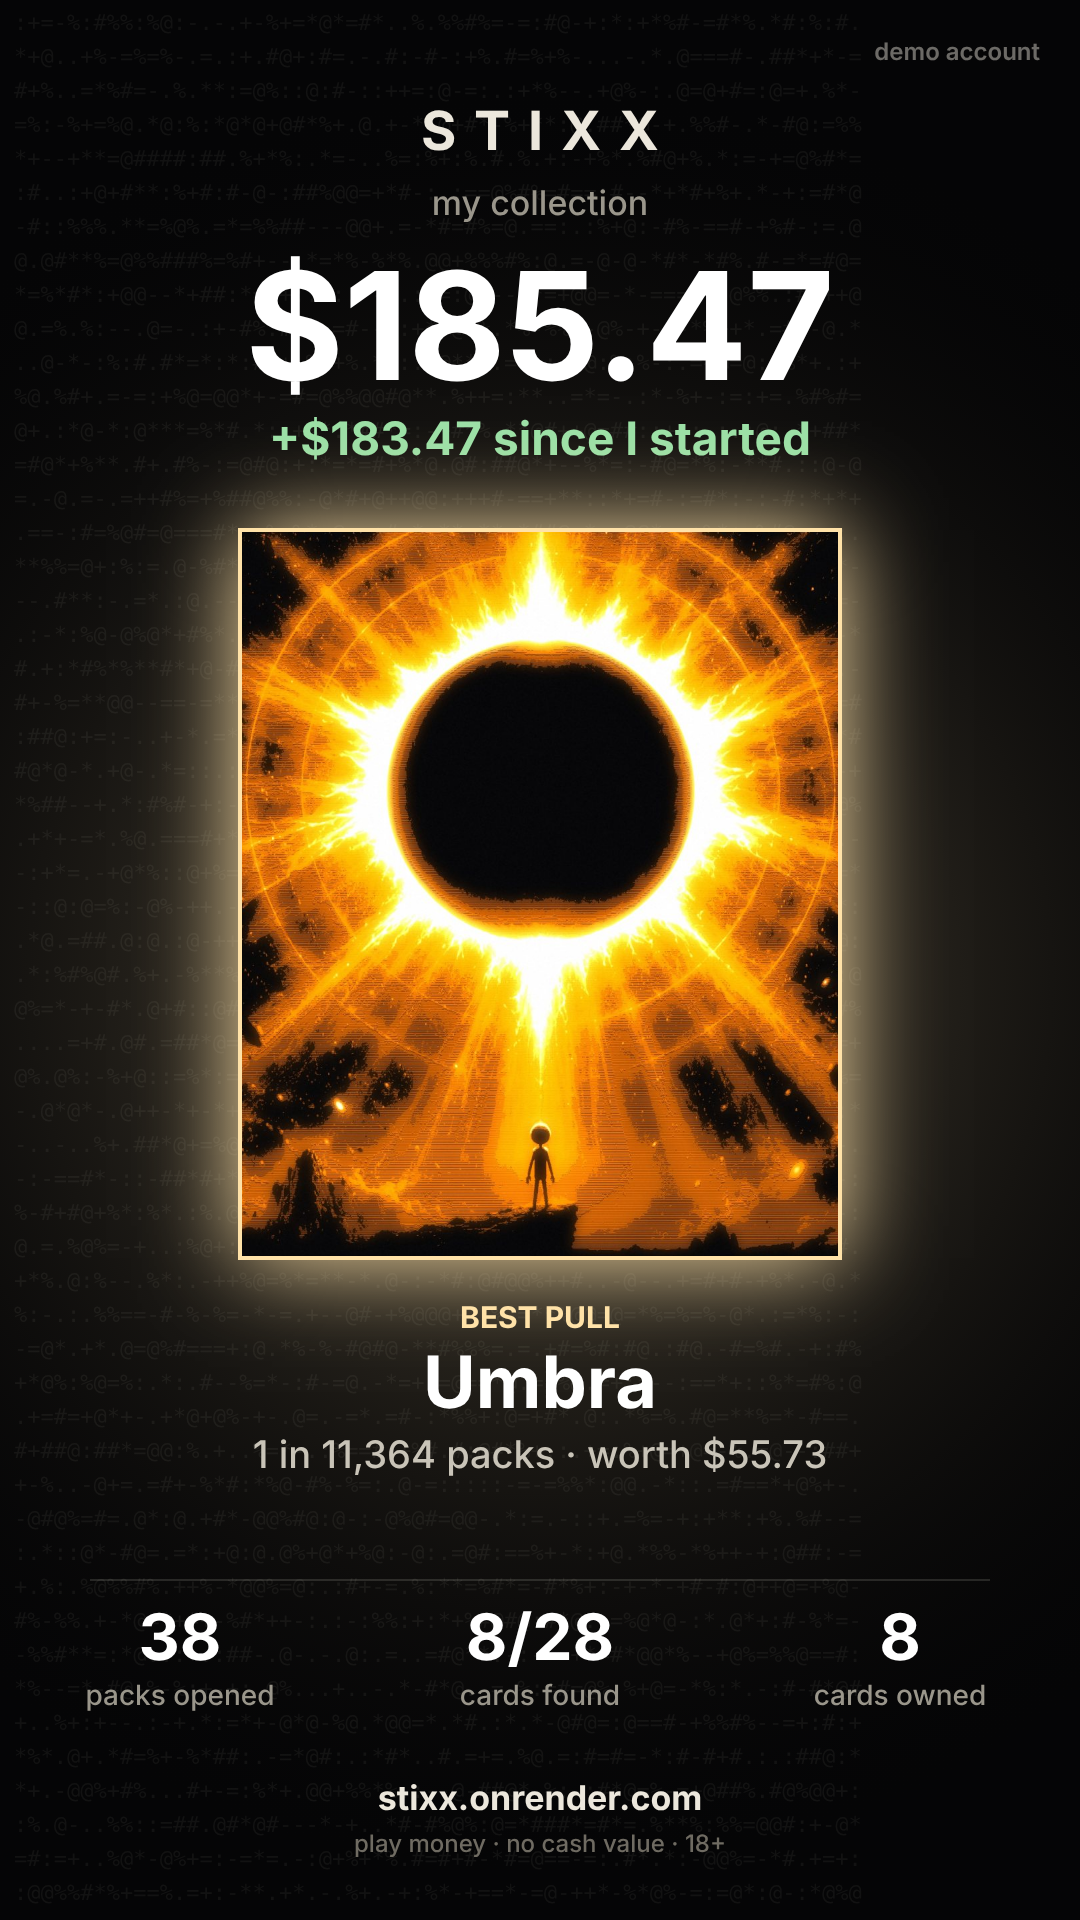 demo account
STIXX
my collection
$185.47
+$183.47 since I started
BEST PULL
Umbra
1 in 11,364 packs · worth $55.73
38
packs opened
8/28
cards found
8
cards owned
stixx.onrender.com
play money · no cash value · 18+